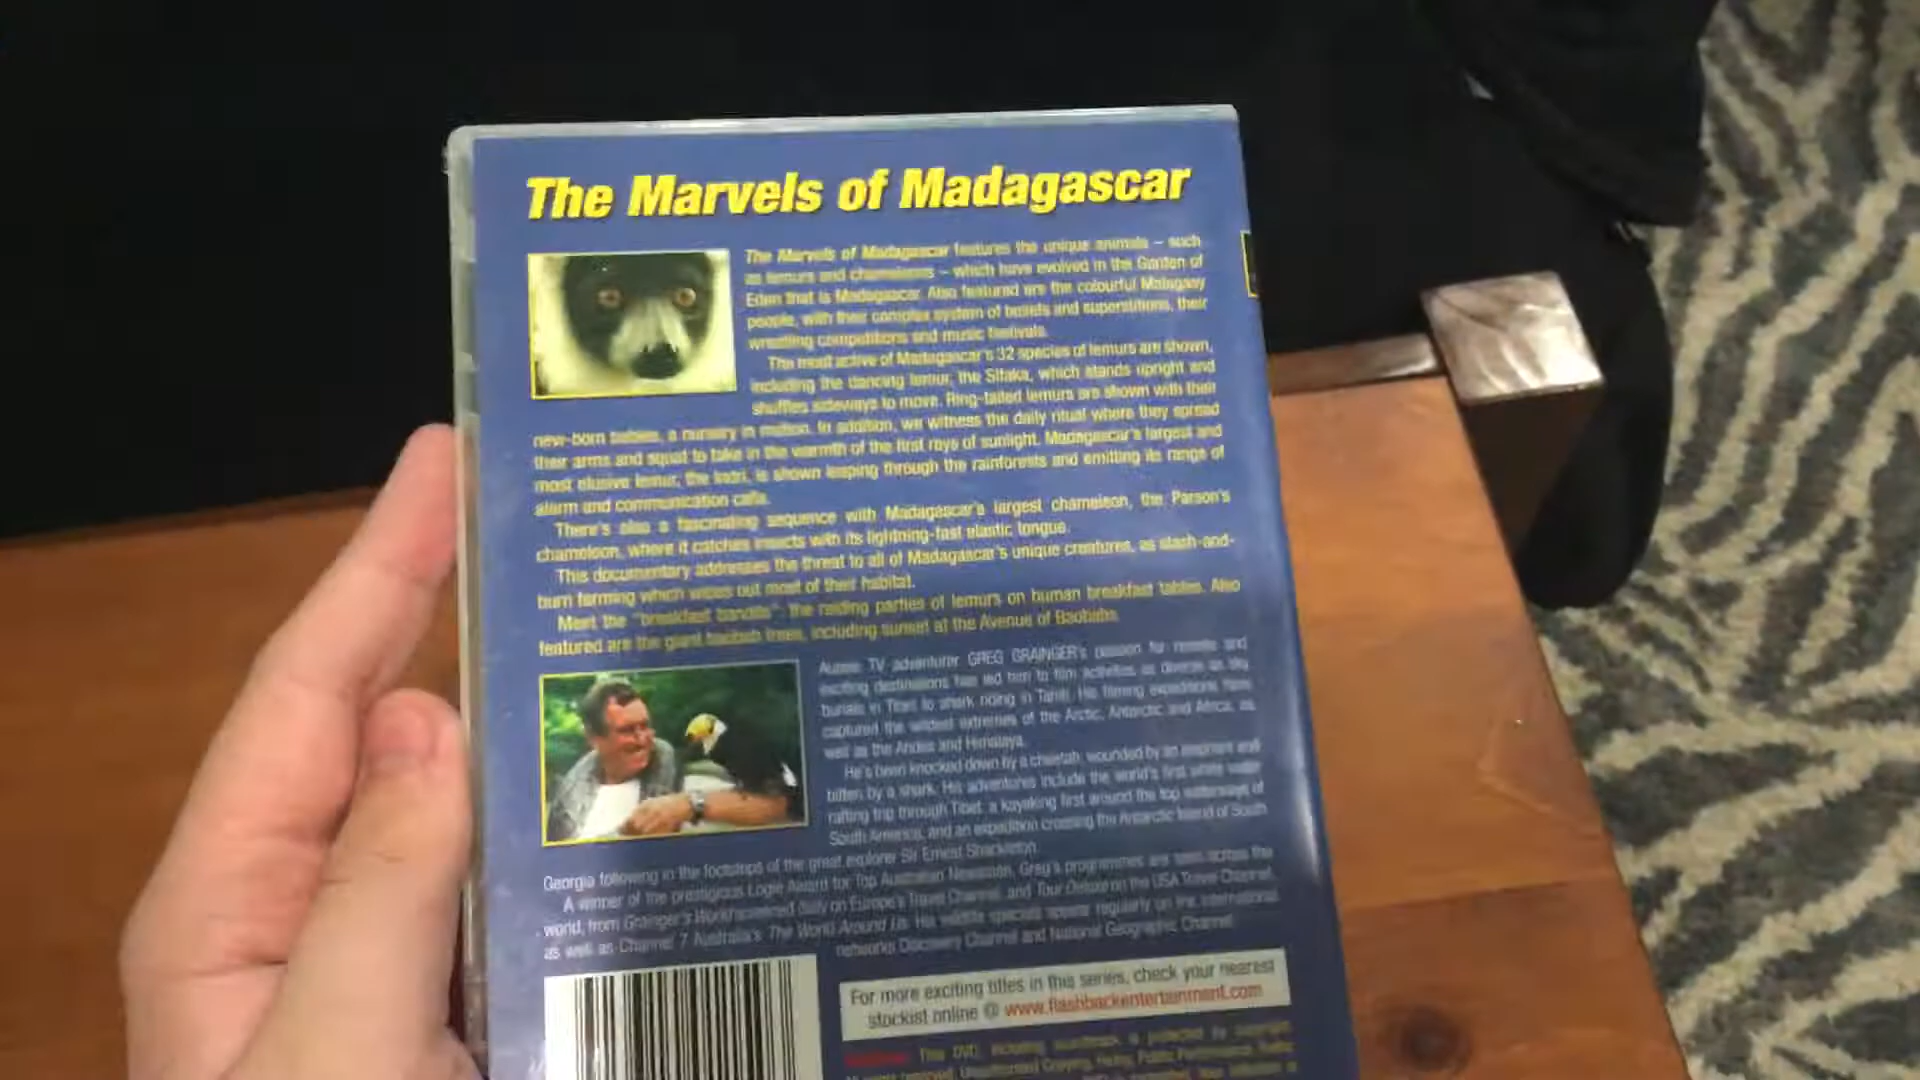 The Marvels of Madagascar
The Marvels of Madagascar features the unique animals – such
as lemurs and chameleons – which have evolved in the Garden of
Eden that is Madagascar. Also featured are the colourful Malagasy
people, with their complex system of beliefs and superstitions, their
wrestling competitions and music festivals.
The most active of Madagascar's 32 species of lemurs are shown,
including the dancing lemur, the Sifaka, which stands upright and
shuffles sideways to move. Ring-tailed lemurs are shown with their
new-born babies, a nursery in motion. In addition, we witness the daily ritual where they spread
their arms and squat to take in the warmth of the first rays of sunlight. Madagascar's largest and
most elusive lemur, the Indri, is shown leaping through the rainforests and emitting its range of
alarm and communication calls.
There's also a fascinating sequence with Madagascar's largest chameleon, the Parson's
chameleon, where it catches insects with its lightning-fast elastic tongue.
This documentary addresses the threat to all of Madagascar's unique creatures, as slash-and-
burn farming which wipes out most of their habitat.
Meet the "breakfast bandits", the raiding parties of lemurs on human breakfast tables. Also
featured are the giant baobab trees, including sunset at the Avenue of Baobabs.
Aussie TV adventurer GREG GRAINGER's passion for remote and
exciting destinations has led him to film activities as diverse as sky
burials in Tibet to shark riding in Tahiti. His filming expeditions have
captured the wildest extremes of the Arctic, Antarctic and Africa, as
well as the Andes and Himalaya.
He's been knocked down by a cheetah, wounded by an elephant and
bitten by a shark. His adventures include the world's first white water
rafting trip through Tibet, a kayaking first around the top waterways of
South America, and an expedition crossing the Antarctic Island of South
Georgia following in the footsteps of the great explorer Sir Ernest Shackleton.
A winner of the prestigious Logie Award for Top Australian Newsman, Greg's programmes are seen across the
world, from Grainger's World screened daily on Europe's Travel Channel, and Tour Debut on the USA Travel Channel,
as well as Channel 7 Australia's The World Around Us. His wildlife specials appear regularly on the international
networks Discovery Channel and National Geographic Channel.
For more exciting titles in this series, check your nearest
stockist online @ www.flashbackentertainment.com
This DVD, including soundtrack is protected by copyright.
All rights reserved. Unauthorised Copying, Hiring, Public Performance, Radio